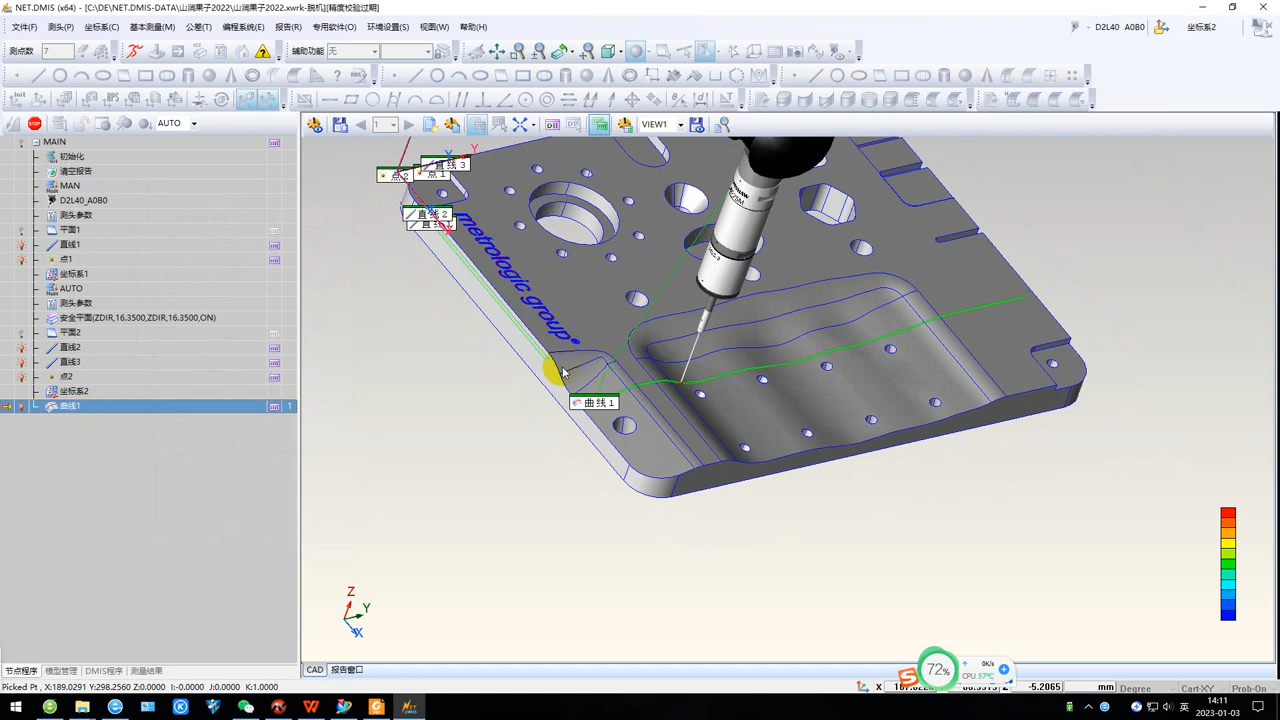 NET.DMIS (x64) - [C:\DE\NET-DMIS-DATA\山涧果子2022\山涧果子2022.xwrk-脱机][精度校验过期]
文件(F) 测头(P) 坐标系(C) 基本测量(M) 公差(T) 编程系统(E) 报告(R) 专用软件(O) 环境设置(E) 视图(W) 帮助(H)
D2L40 A0B0 坐标系2
测点数 7
辅助功能 无
Init
STOP AUTO
1
VIEW1
MAIN
初始化
清空报告
MAN
D2L40_A0B0
测头参数
平面1
直线1
点1
坐标系1
AUTO
测头参数
安全平面(ZDIR,16.3500,ZDIR,16.3500,ON)
平面2
直线2
直线3
点2
坐标系2
曲线1 1
X Y
直线3
点2 点1
直线2
metrologic group®
曲线1
Z
Y
X
节点程序 模型管理 DMIS程序 测量结果
CAD 报告窗口
72% 0K/s
CPU 57℃
Picked Pt , X:189.0291 Y:298.2560 Z:0.0000 I:-0.0000 J:0.0000 K:1.0000
X -5.2065 mm Degree Cart-XY Prob-On
14:11
2023-01-03